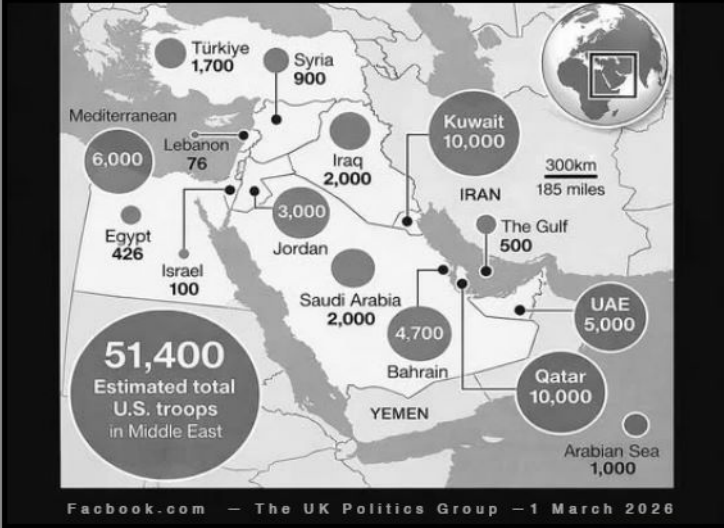 Türkiye
1,700
Syria
900
Mediterranean
6,000
Lebanon
76
Iraq
2,000
Kuwait
10,000
300km
185 miles
IRAN
Egypt
426
Israel
100
3,000
Jordan
The Gulf
500
Saudi Arabia
2,000
4,700
Bahrain
UAE
5,000
Qatar
10,000
51,400
Estimated total
U.S. troops
in Middle East
YEMEN
Arabian Sea
1,000
Facbook.com — The UK Politics Group —1 March 2026